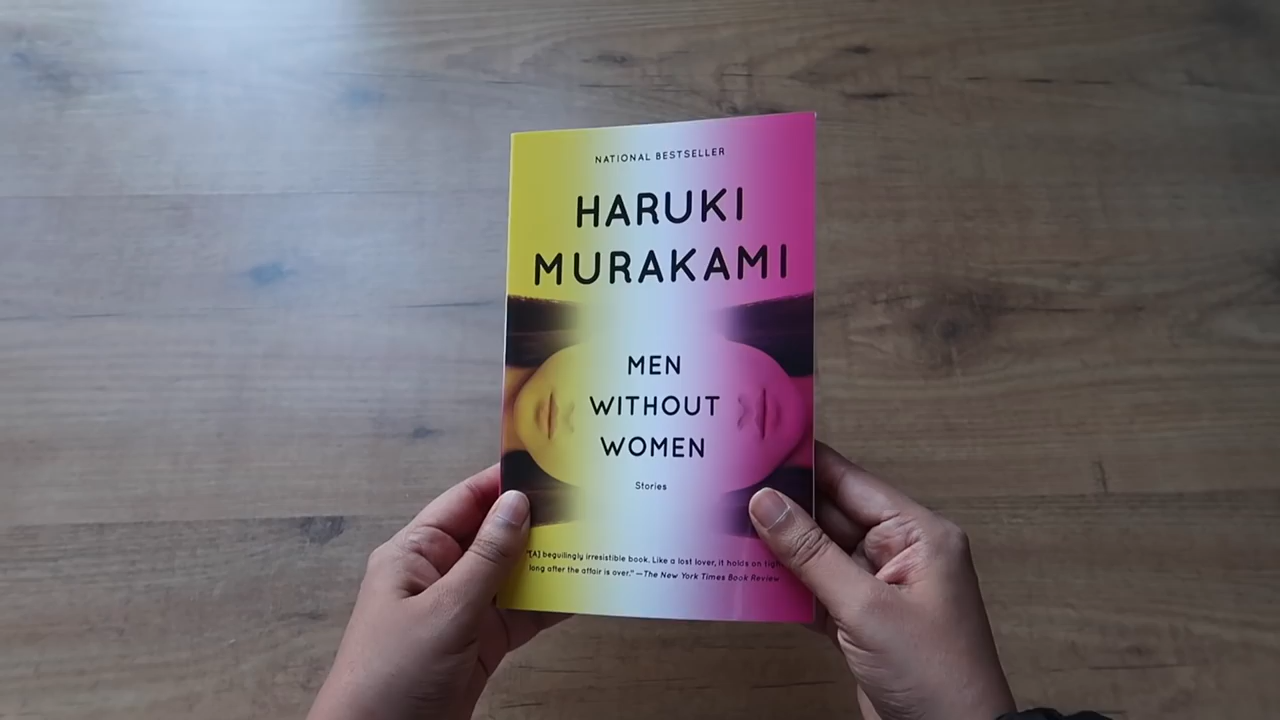 NATIONAL BESTSELLER
HARUKI
MURAKAMI
MEN
WITHOUT
WOMEN
Stories
"[A] beguilingly irresistible book. Like a lost lover, it holds on
long after the affair is over." —The New York Times Book Review